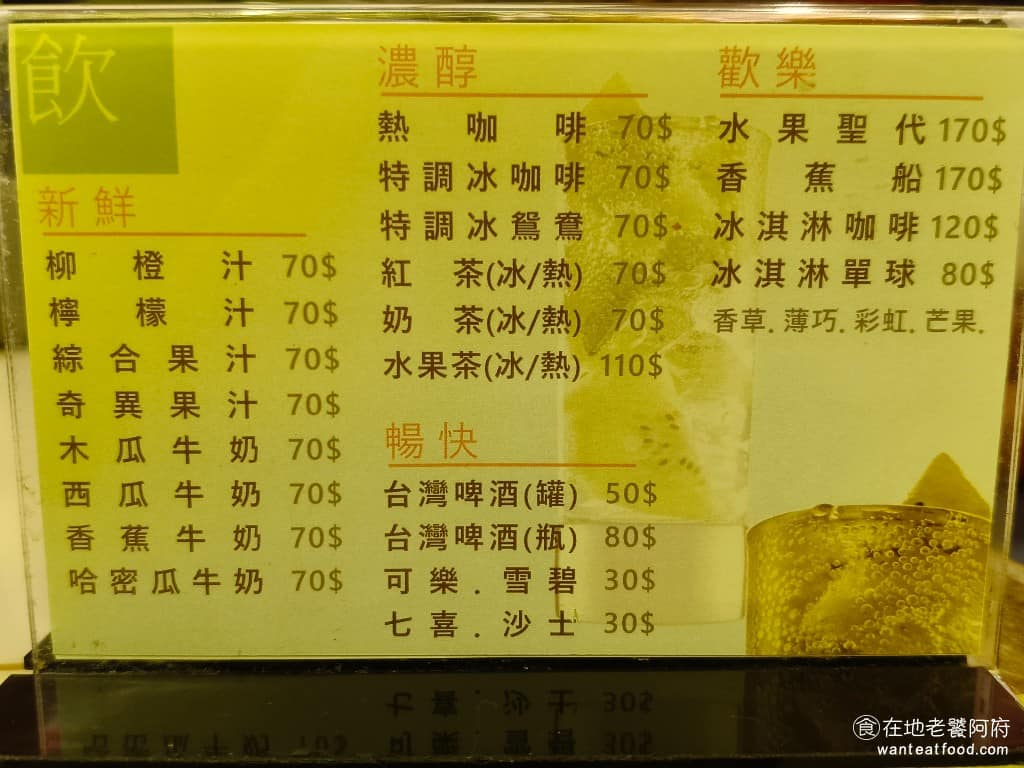 飲
新鮮
柳橙汁 70$
檸檬汁 70$
綜合果汁 70$
奇異果汁 70$
木瓜牛奶 70$
西瓜牛奶 70$
香蕉牛奶 70$
哈密瓜牛奶 70$
濃醇
熱咖啡 70$
特調冰咖啡 70$
特調冰鴛鴦 70$
紅茶(冰/熱) 70$
奶茶(冰/熱) 70$
水果茶(冰/熱) 110$
暢快
台灣啤酒(罐) 50$
台灣啤酒(瓶) 80$
可樂.雪碧 30$
七喜.沙士 30$
歡樂
水果聖代 170$
香蕉船 170$
冰淇淋咖啡 120$
冰淇淋單球 80$
香草.薄巧.彩虹.芒果.
食在地老饕阿府
wanteatfood.com